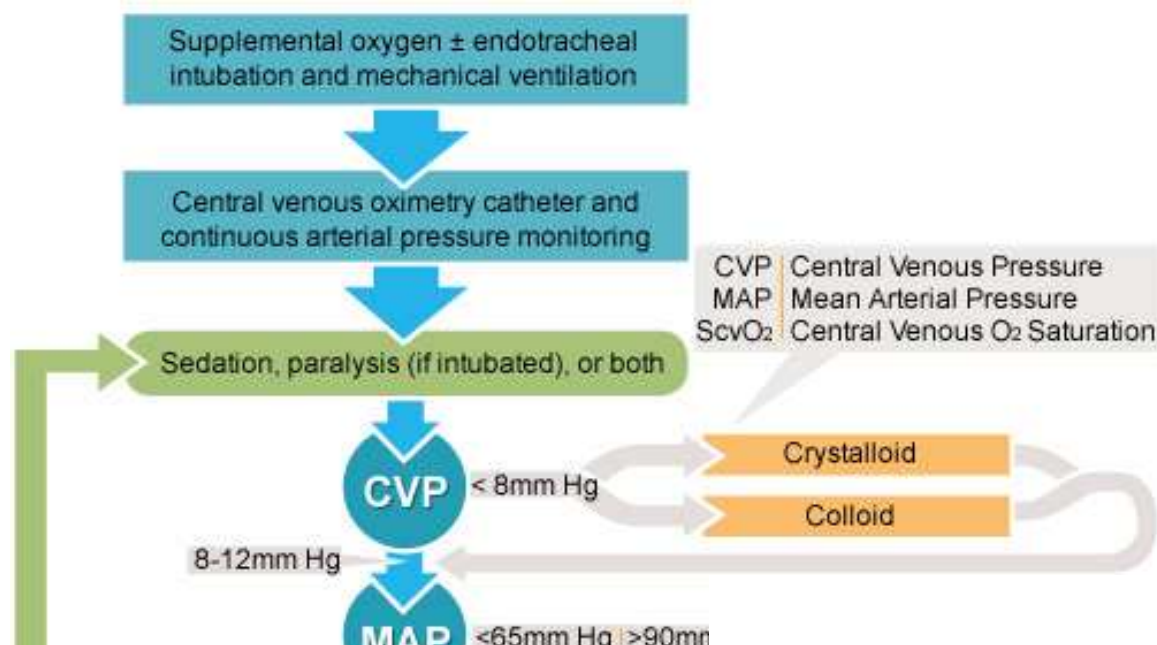 Supplemental oxygen ± endotracheal
intubation and mechanical ventilation
Central venous oximetry catheter and
continuous arterial pressure monitoring
CVP Central Venous Pressure
MAP Mean Arterial Pressure
ScvO₂ Central Venous O₂ Saturation
Sedation, paralysis (if intubated), or both
Crystalloid
CVP
< 8mm Hg
Colloid
8-12mm Hg
MAP
<65mm Hg >90mm